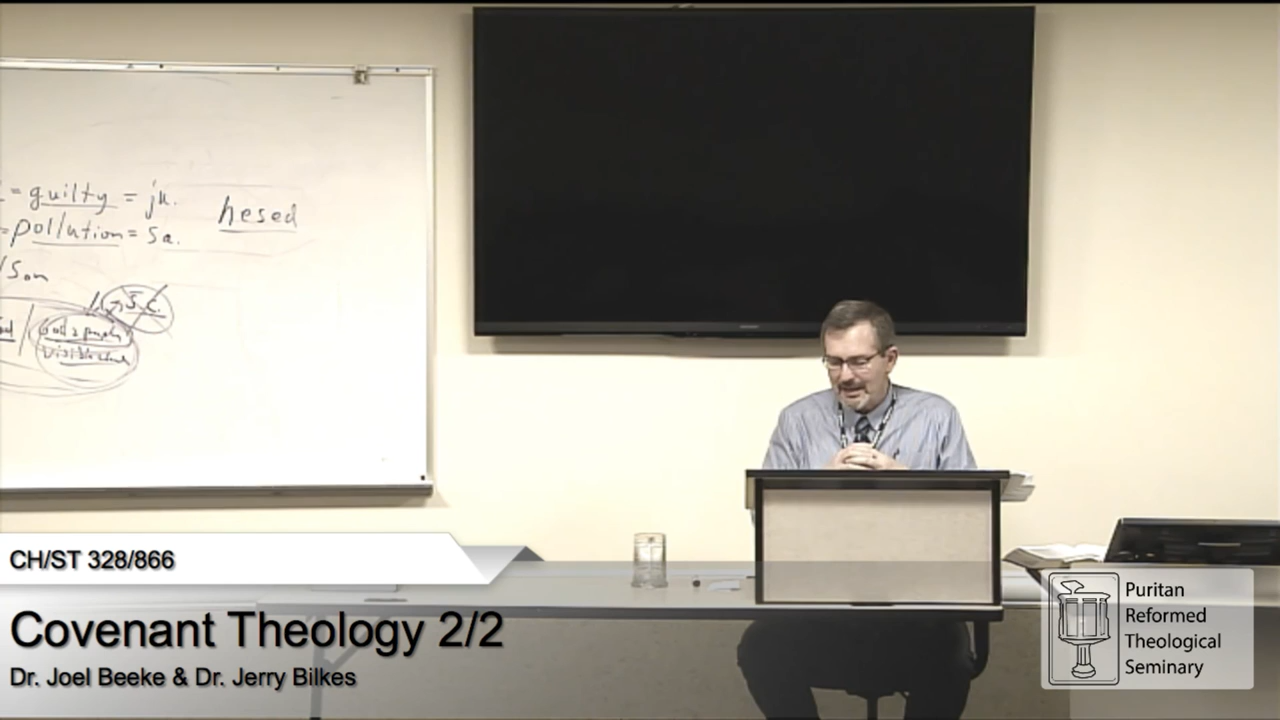 = guilty = ju.
hesed
= pollution = Sa.
/Son
CH/ST 328/866
Covenant Theology 2/2
Dr. Joel Beeke & Dr. Jerry Bilkes
Puritan
Reformed
Theological
Seminary